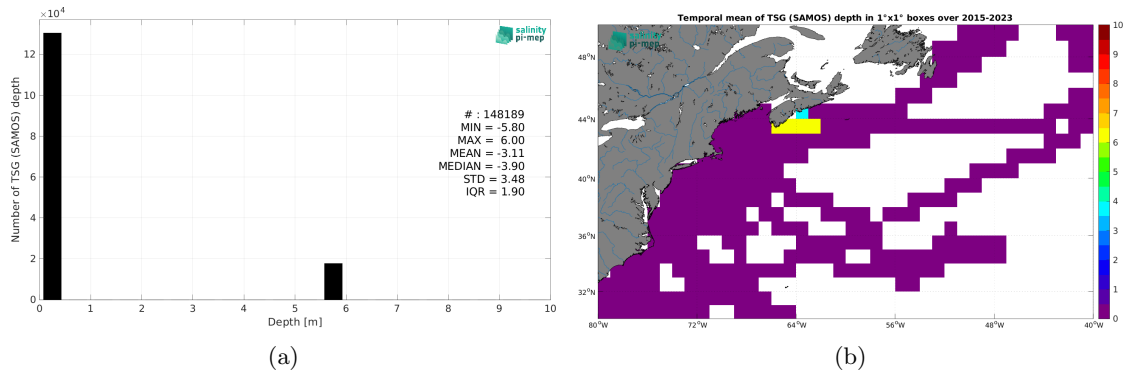 ×10⁴
12
10
8
6
4
2
0
0 1 2 3 4 5 6 7 8 9 10
Number of TSG (SAMOS) depth
Depth [m]
salinity
pi-mep
# : 148189
MIN = -5.80
MAX = 6.00
MEAN = -3.11
MEDIAN = -3.90
STD = 3.48
IQR = 1.90
(a)
Temporal mean of TSG (SAMOS) depth in 1°x1° boxes over 2015-2023
salinity
pi-mep
48°N
44°N
40°N
36°N
32°N
80°W 72°W 64°W 56°W 48°W 40°W
10
9
8
7
6
5
4
3
2
1
0
(b)